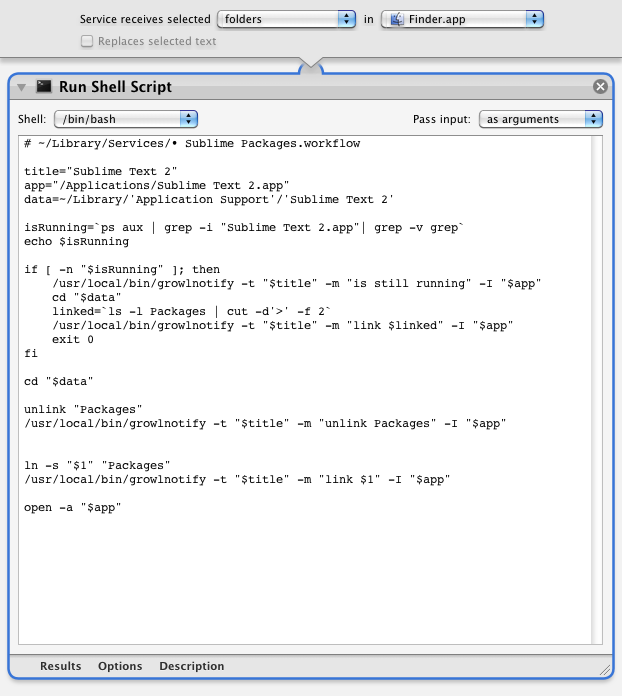 Service receives selected folders in Finder.app
Replaces selected text
Run Shell Script
Shell: /bin/bash Pass input: as arguments
# ~/Library/Services/• Sublime Packages.workflow
title="Sublime Text 2"
app="/Applications/Sublime Text 2.app"
data=~/Library/'Application Support'/'Sublime Text 2'
isRunning=`ps aux | grep -i "Sublime Text 2.app"| grep -v grep`
echo $isRunning
if [ -n "$isRunning" ]; then
    /usr/local/bin/growlnotify -t "$title" -m "is still running" -I "$app"
    cd "$data"
    linked=`ls -l Packages | cut -d'>' -f 2`
    /usr/local/bin/growlnotify -t "$title" -m "link $linked" -I "$app"
    exit 0
fi
cd "$data"
unlink "Packages"
/usr/local/bin/growlnotify -t "$title" -m "unlink Packages" -I "$app"
ln -s "$1" "Packages"
/usr/local/bin/growlnotify -t "$title" -m "link $1" -I "$app"
open -a "$app"
Results Options Description